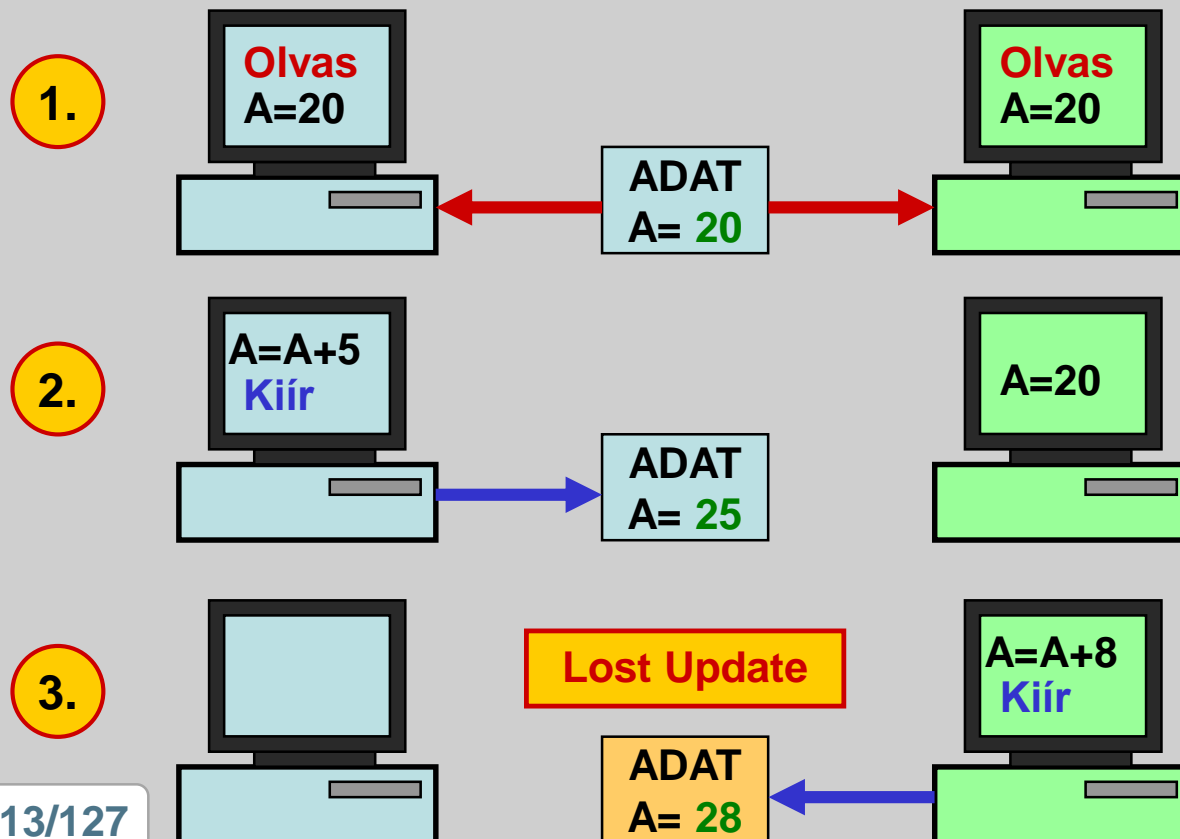 1.
Olvas
A=20
ADAT
A= 20
Olvas
A=20
2.
A=A+5
Kiír
ADAT
A= 25
A=20
3.
Lost Update
ADAT
A= 28
A=A+8
Kiír
13/127